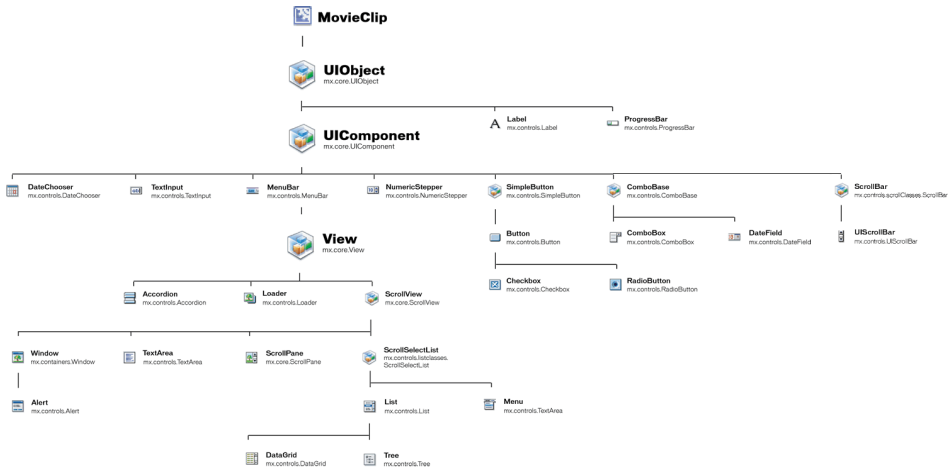 MovieClip
UIObject
mx.core.UIObject
Label
mx.controls.Label
ProgressBar
mx.controls.ProgressBar
UIComponent
mx.core.UIComponent
DateChooser
mx.controls.DateChooser
TextInput
mx.controls.TextInput
MenuBar
mx.controls.MenuBar
NumericStepper
mx.controls.NumericStepper
SimpleButton
mx.controls.SimpleButton
ComboBase
mx.controls.ComboBase
ScrollBar
mx.controls.scrollClasses.ScrollBar
View
mx.core.View
Button
mx.controls.Button
ComboBox
mx.controls.ComboBox
DateField
mx.controls.DateField
UIScrollBar
mx.controls.UIScrollBar
Checkbox
mx.controls.Checkbox
RadioButton
mx.controls.RadioButton
Accordion
mx.controls.Accordion
Loader
mx.controls.Loader
ScrollView
mx.core.ScrollView
Window
mx.containers.Window
TextArea
mx.controls.TextArea
ScrollPane
mx.core.ScrollPane
ScrollSelectList
mx.controls.listclasses.
ScrollSelectList
Alert
mx.controls.Alert
List
mx.controls.List
Menu
mx.controls.TextArea
DataGrid
mx.controls.DataGrid
Tree
mx.controls.Tree